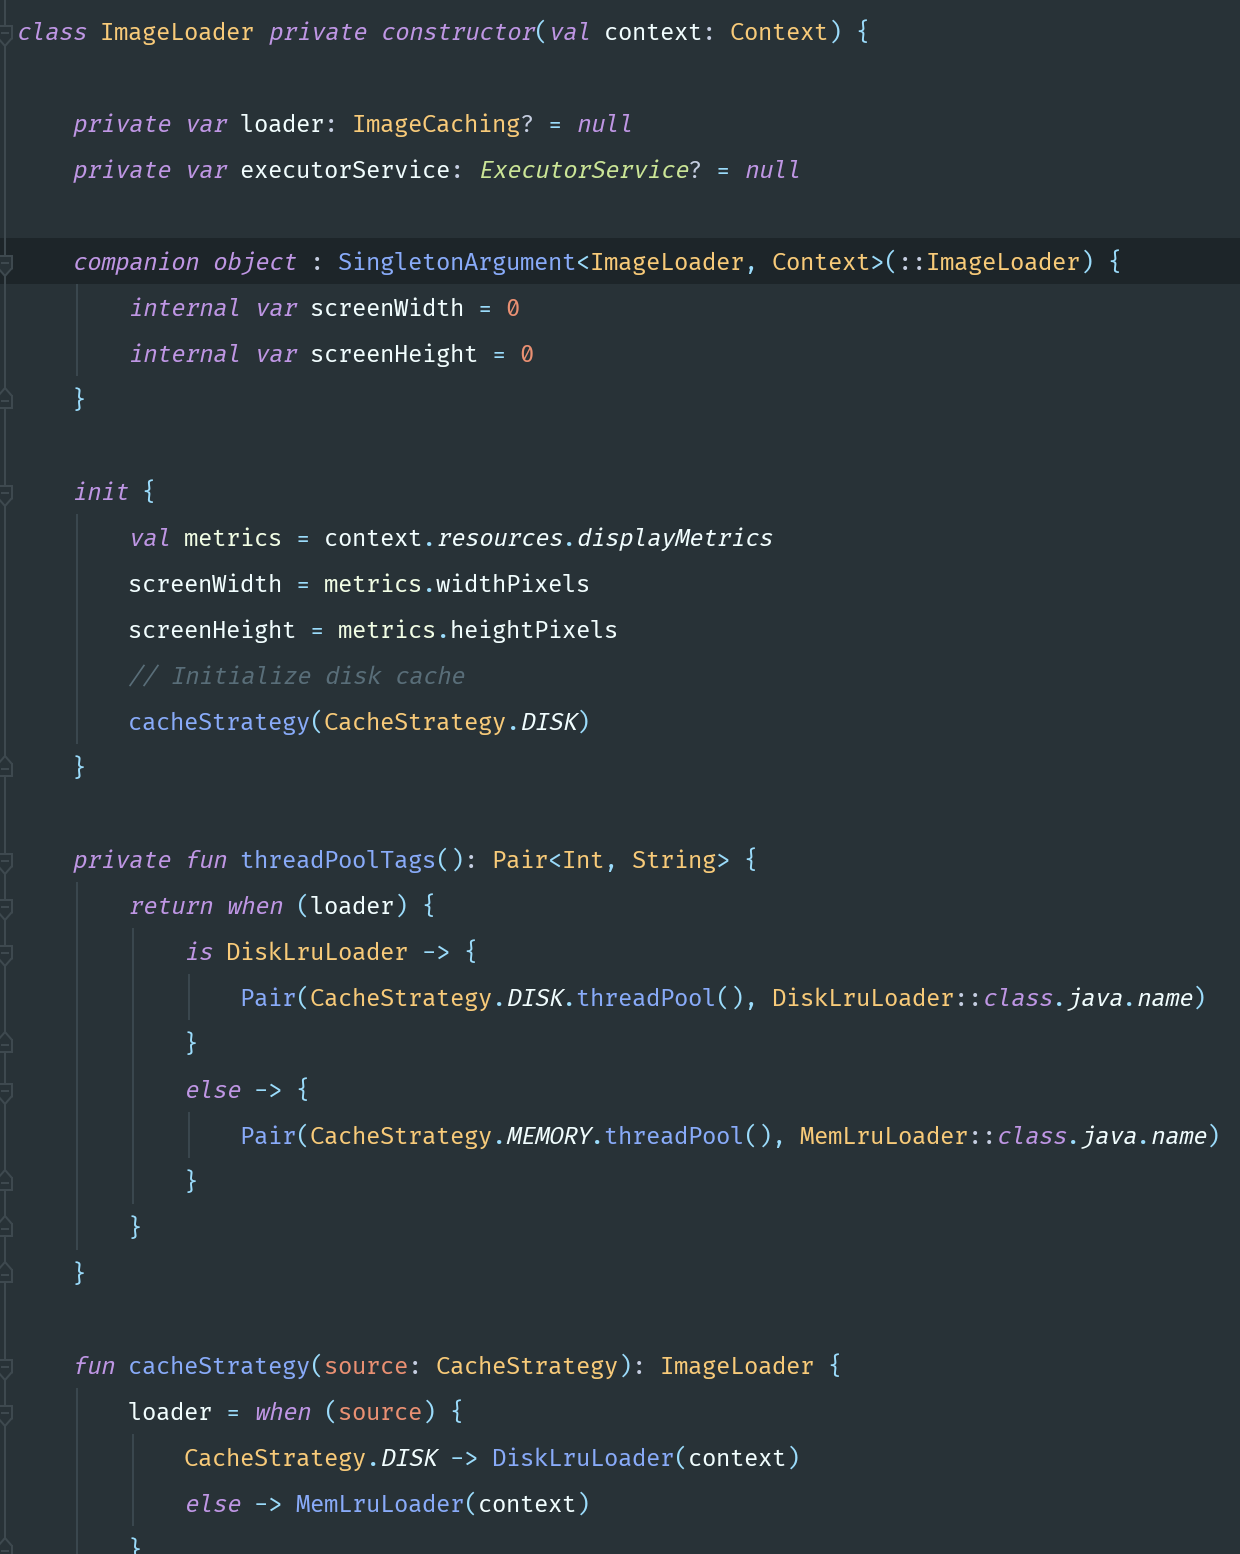 class ImageLoader private constructor(val context: Context) {
private var loader: ImageCaching? = null
private var executorService: ExecutorService? = null
companion object : SingletonArgument<ImageLoader, Context>(::ImageLoader) {
internal var screenWidth = 0
internal var screenHeight = 0
}
init {
val metrics = context.resources.displayMetrics
screenWidth = metrics.widthPixels
screenHeight = metrics.heightPixels
// Initialize disk cache
cacheStrategy(CacheStrategy.DISK)
}
private fun threadPoolTags(): Pair<Int, String> {
return when (loader) {
is DiskLruLoader -> {
Pair(CacheStrategy.DISK.threadPool(), DiskLruLoader::class.java.name)
}
else -> {
Pair(CacheStrategy.MEMORY.threadPool(), MemLruLoader::class.java.name)
}
}
}
fun cacheStrategy(source: CacheStrategy): ImageLoader {
loader = when (source) {
CacheStrategy.DISK -> DiskLruLoader(context)
else -> MemLruLoader(context)
}